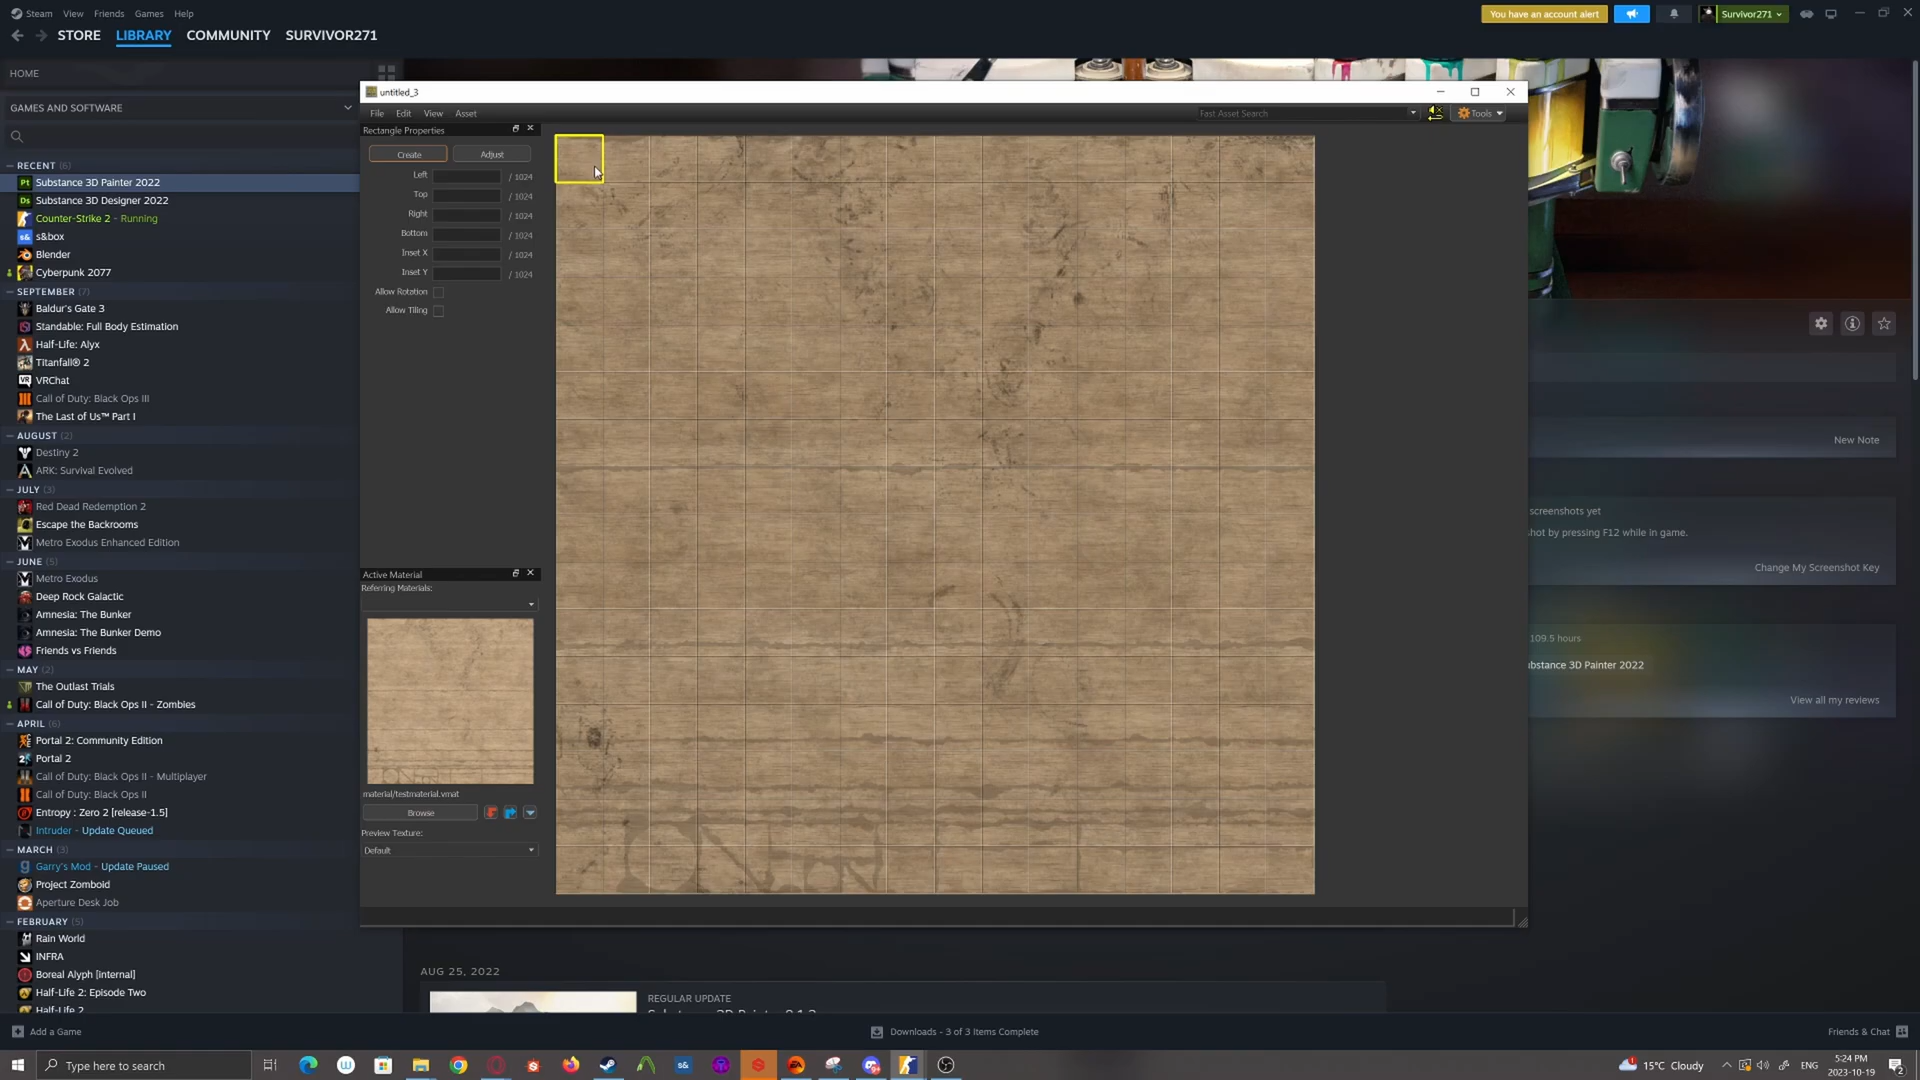 Steam View Friends Games Help
You have an account alert
Survivor271
STORE LIBRARY COMMUNITY SURVIVOR271
HOME
GAMES AND SOFTWARE
RECENT (6)
Substance 3D Painter 2022
Substance 3D Designer 2022
Counter-Strike 2 - Running
s&box
Blender
Cyberpunk 2077
SEPTEMBER (7)
Baldur's Gate 3
Standable: Full Body Estimation
Half-Life: Alyx
Titanfall® 2
VRChat
Call of Duty: Black Ops III
The Last of Us™ Part I
AUGUST (2)
Destiny 2
ARK: Survival Evolved
JULY (3)
Red Dead Redemption 2
Escape the Backrooms
Metro Exodus Enhanced Edition
JUNE (5)
Metro Exodus
Deep Rock Galactic
Amnesia: The Bunker
Amnesia: The Bunker Demo
Friends vs Friends
MAY (2)
The Outlast Trials
Call of Duty: Black Ops II - Zombies
APRIL (6)
Portal 2: Community Edition
Portal 2
Call of Duty: Black Ops II - Multiplayer
Call of Duty: Black Ops II
Entropy : Zero 2 [release-1.5]
Intruder - Update Queued
MARCH (3)
Garry's Mod - Update Paused
Project Zomboid
Aperture Desk Job
FEBRUARY (5)
Rain World
INFRA
Boreal Alyph [internal]
Half-Life 2: Episode Two
Half-Life 2
Add a Game
untitled_3
File Edit View Asset
Fast Asset Search
Tools
Rectangle Properties
Create Adjust
Left / 1024
Top / 1024
Right / 1024
Bottom / 1024
Inset X / 1024
Inset Y / 1024
Allow Rotation
Allow Tiling
Active Material
Referring Materials:
material/testmaterial.vmat
Browse
Preview Texture:
Default
New Note
screenshots yet
hot by pressing F12 while in game.
Change My Screenshot Key
109.5 hours
ubstance 3D Painter 2022
View all my reviews
AUG 25, 2022
REGULAR UPDATE
Downloads - 3 of 3 Items Complete
Friends & Chat
Type here to search
15°C Cloudy
ENG
5:24 PM
2023-10-19